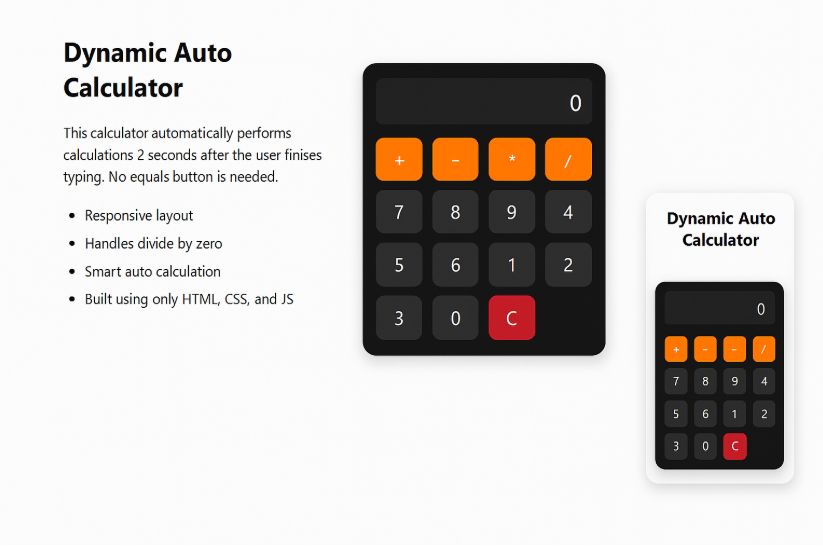 Dynamic Auto
Calculator
This calculator automatically performs
calculations 2 seconds after the user finises
typing. No equals button is needed.
• Responsive layout
• Handles divide by zero
• Smart auto calculation
• Built using only HTML, CSS, and JS
0
+ − * /
7 8 9 4
5 6 1 2
3 0 C
Dynamic Auto
Calculator
0
+ − − /
7 8 9 4
5 6 1 2
3 0 C